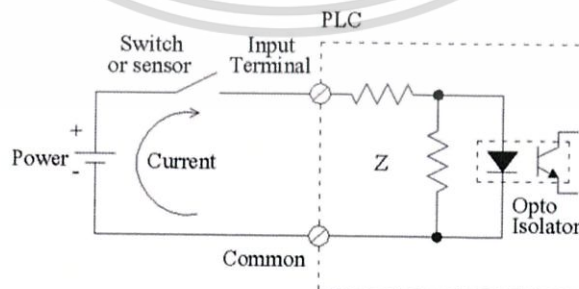 PLC
Switch
or sensor
Input
Terminal
+
Power
-
Current
Z
Opto
Isolator
Common